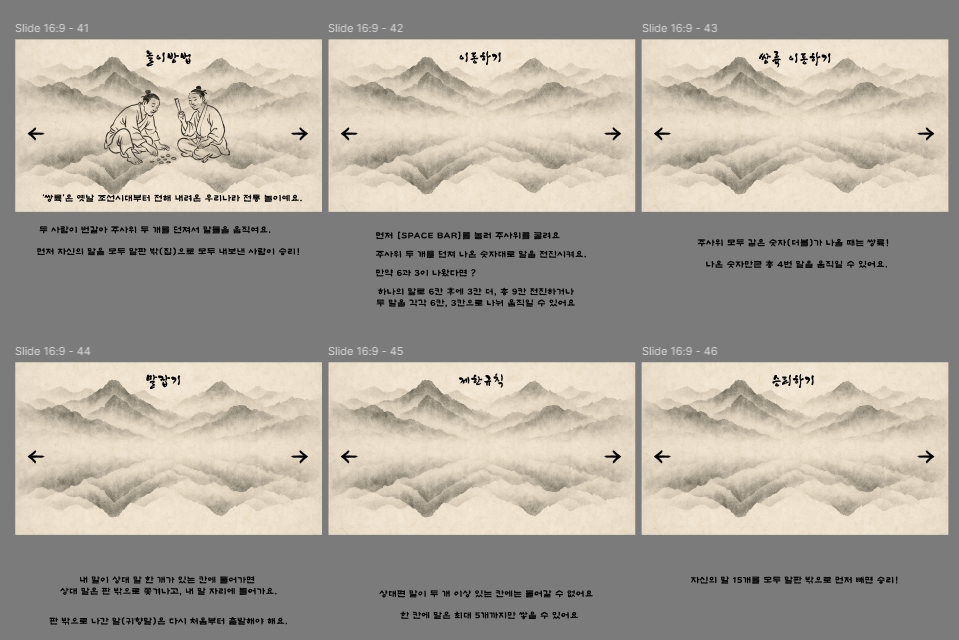 Slide 16:9 - 41
놀이방법
'쌍륙'은 옛날 조선시대부터 전해 내려온 우리나라 전통 놀이예요.
두 사람이 번갈아 주사위 두 개를 던져서 말들을 움직여요.
먼저 자신의 말을 모두 말판 밖(집)으로 모두 내보낸 사람이 승리!
Slide 16:9 - 42
이동하기
먼저 [SPACE BAR]를 눌러 주사위를 굴려요
주사위 두 개를 던져 나온 숫자대로 말을 전진시켜요.
만약 6과 3이 나왔다면 ?
하나의 말로 6칸 후에 3칸 더, 총 9칸 전진하거나
두 말을 각각 6칸, 3칸으로 나눠 움직일 수 있어요
Slide 16:9 - 43
쌍륙 이동하기
주사위 모두 같은 숫자(더블)가 나올 때는 쌍륙!
나온 숫자만큼 총 4번 말을 움직일 수 있어요.
Slide 16:9 - 44
말잡기
내 말이 상대 말 한 개가 있는 칸에 들어가면
상대 말은 판 밖으로 쫓겨나고, 내 말 자리에 들어가요.
판 밖으로 나간 말(귀향말)은 다시 처음부터 출발해야 해요.
Slide 16:9 - 45
제한규칙
상대편 말이 두 개 이상 있는 칸에는 들어갈 수 없어요
한 칸에 말은 최대 5개까지만 쌓을 수 있어요
Slide 16:9 - 46
승리하기
자신의 말 15개를 모두 말판 밖으로 먼저 빼면 승리!